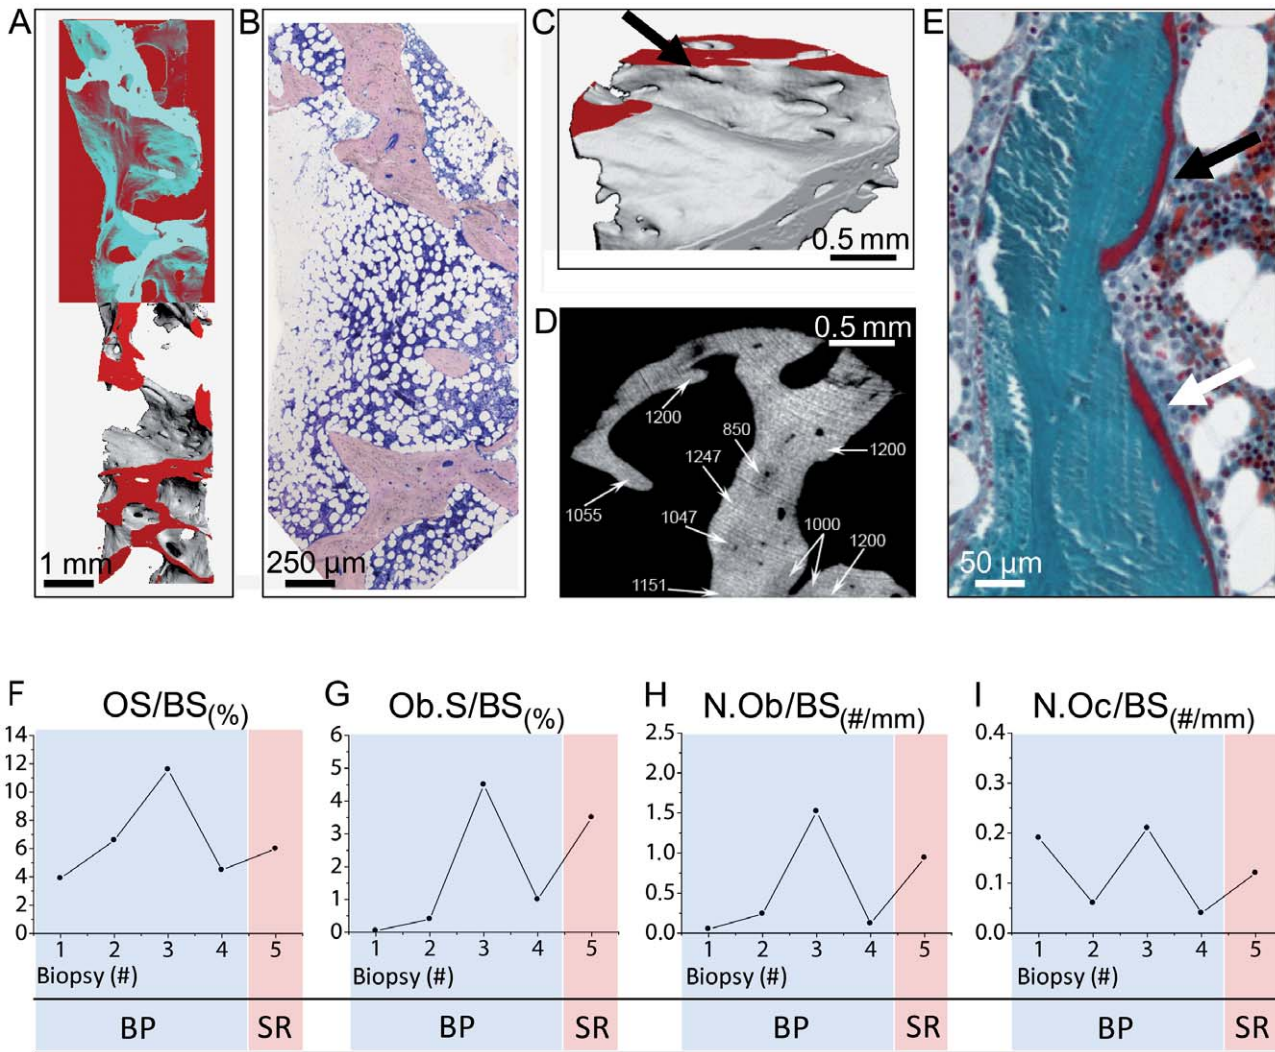 A
1 mm
B
250 µm
C
0.5 mm
D
0.5 mm
1200
850
1247
1200
1055
1047
1000
1200
1151
E
50 µm
F
OS/BS(%)
14
12
10
8
6
4
2
0
1 2 3 4 5
Biopsy (#)
G
Ob.S/BS(%)
6
5
4
3
2
1
0
1 2 3 4 5
Biopsy (#)
H
N.Ob/BS(#/mm)
2.5
2.0
1.5
1.0
0.5
0.0
1 2 3 4 5
Biopsy (#)
I
N.Oc/BS(#/mm)
0.4
0.3
0.2
0.1
0.0
1 2 3 4 5
Biopsy (#)
BP SR BP SR BP SR BP SR